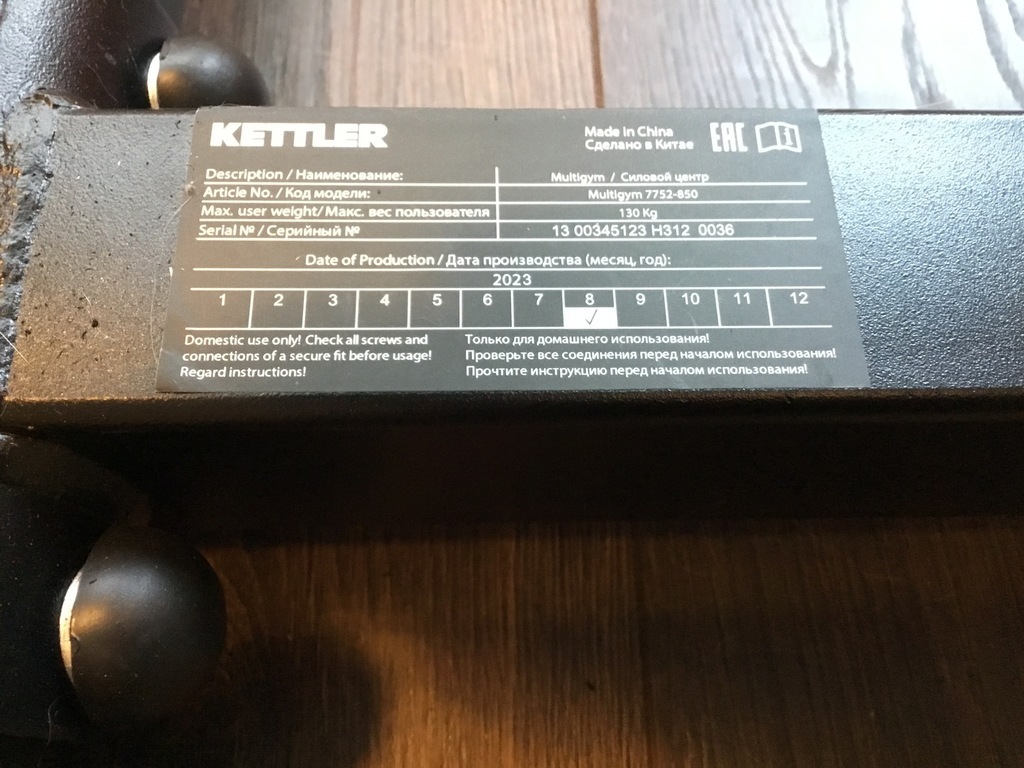 KETTLER
Made in China
Сделано в Китае
EAC
Description / Наименование: Multigym / Силовой центр
Article No. / Код модели: Multigym 7752-850
Max. user weight/ Макс. вес пользователя 130 Kg
Serial № / Серийный № 13 00345123 H312 0036
Date of Production / Дата производства (месяц, год):
2023
1 2 3 4 5 6 7 8 9 10 11 12
Domestic use only! Check all screws and
connections of a secure fit before usage!
Regard instructions!
Только для домашнего использования!
Проверьте все соединения перед началом использования!
Прочтите инструкцию перед началом использования!